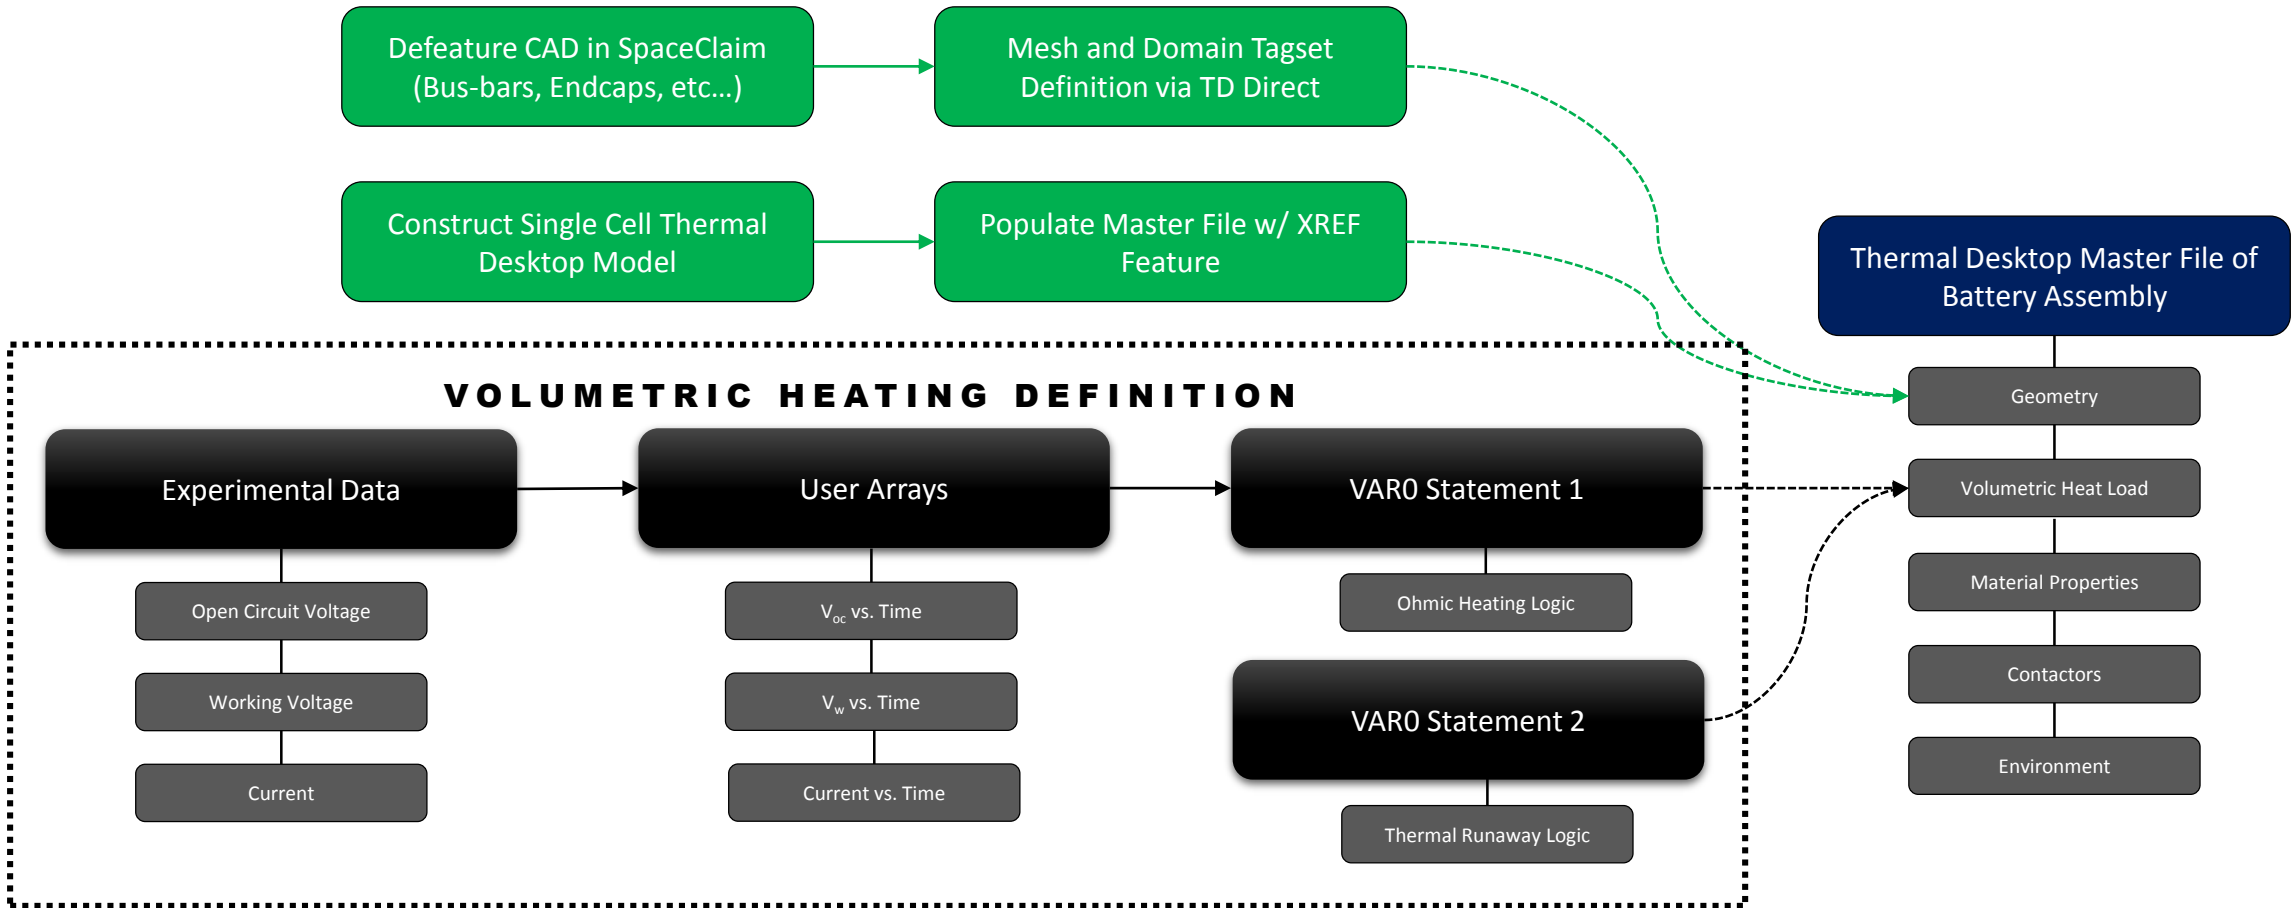 Defeature CAD in SpaceClaim
(Bus-bars, Endcaps, etc…)
Mesh and Domain Tagset
Definition via TD Direct
Construct Single Cell Thermal
Desktop Model
Populate Master File w/ XREF
Feature
Thermal Desktop Master File of
Battery Assembly
Geometry
Volumetric Heat Load
Material Properties
Contactors
Environment
VOLUMETRIC HEATING DEFINITION
Experimental Data
Open Circuit Voltage
Working Voltage
Current
User Arrays
Voc vs. Time
Vw vs. Time
Current vs. Time
VAR0 Statement 1
Ohmic Heating Logic
VAR0 Statement 2
Thermal Runaway Logic